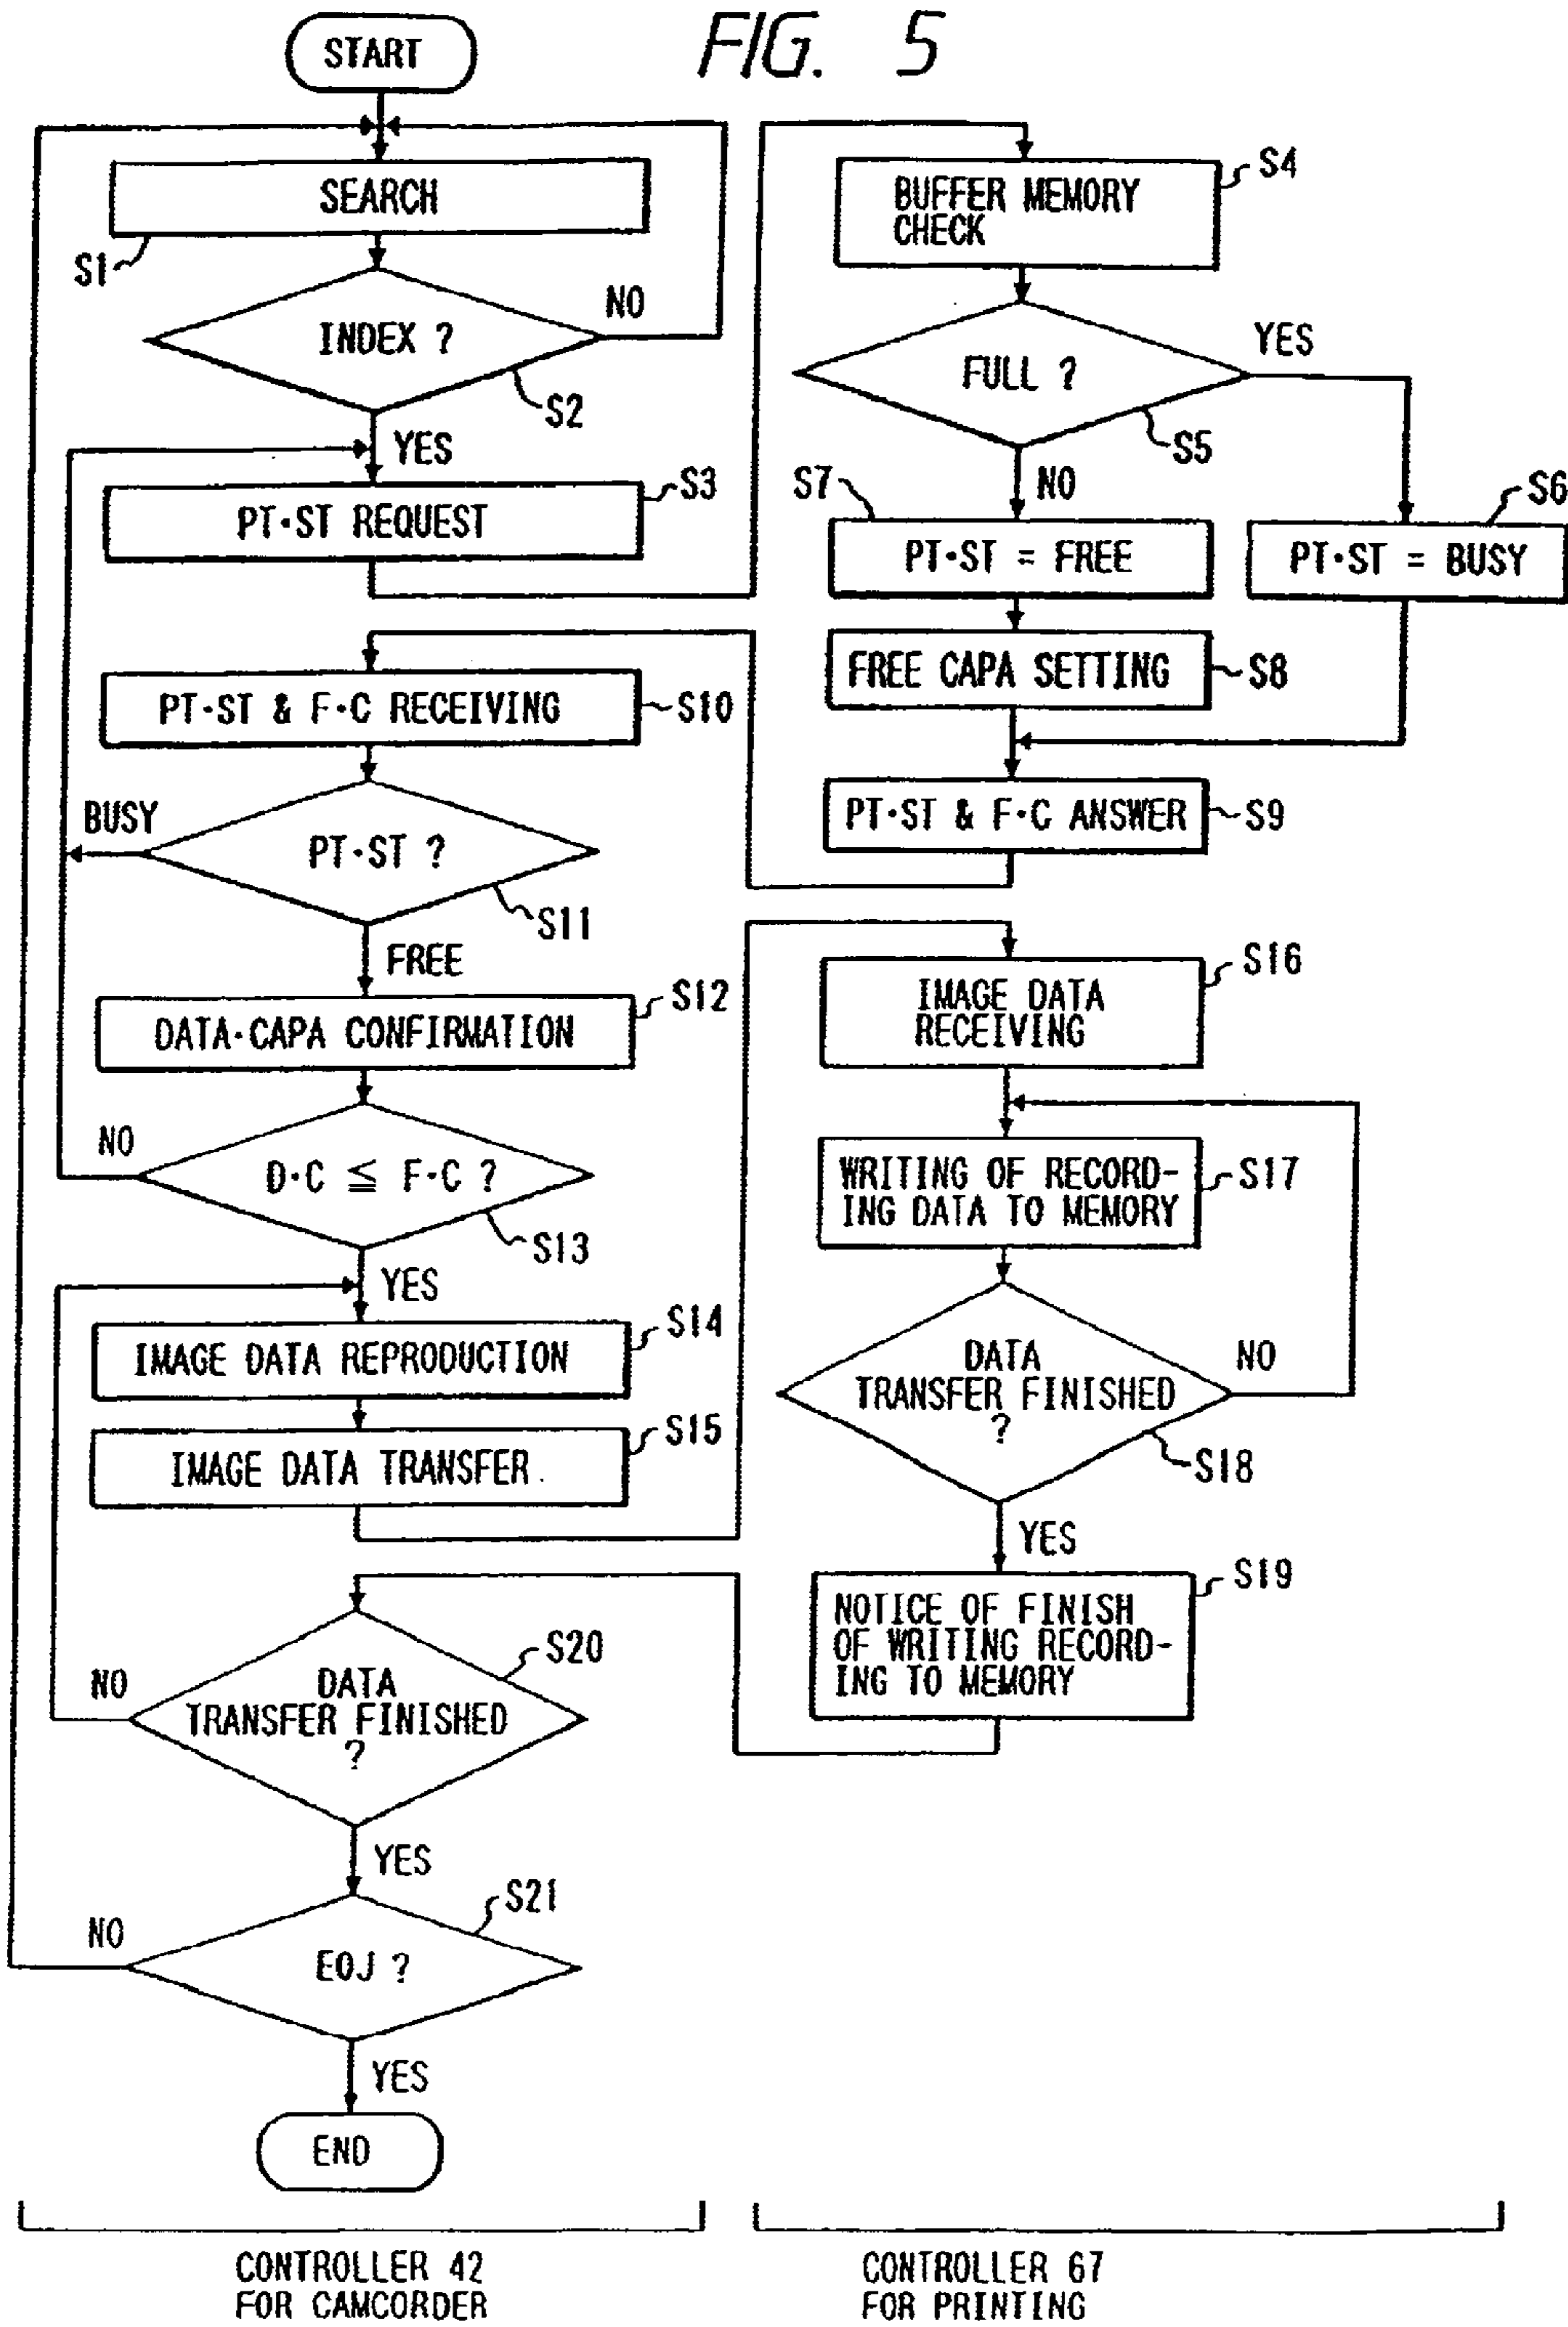 FIG. 5
START
SEARCH
S1
INDEX ?
NO
S2
YES
PT·ST REQUEST
S3
BUFFER MEMORY
CHECK
S4
FULL ?
YES
S5
NO
S7
PT·ST = FREE
S6
PT·ST = BUSY
FREE CAPA SETTING
S8
PT·ST & F·C ANSWER
S9
PT·ST & F·C RECEIVING
S10
BUSY
PT·ST ?
S11
FREE
S12
DATA·CAPA CONFIRMATION
NO
D·C ≦ F·C ?
S13
YES
S14
IMAGE DATA REPRODUCTION
S15
IMAGE DATA TRANSFER
S16
IMAGE DATA
RECEIVING
WRITING OF RECORD-
ING DATA TO MEMORY
S17
DATA
TRANSFER FINISHED
?
NO
S18
YES
S19
NOTICE OF FINISH
OF WRITING RECORD-
ING TO MEMORY
S20
NO
DATA
TRANSFER FINISHED
?
YES
S21
NO
EOJ ?
YES
END
CONTROLLER 42
FOR CAMCORDER
CONTROLLER 67
FOR PRINTING